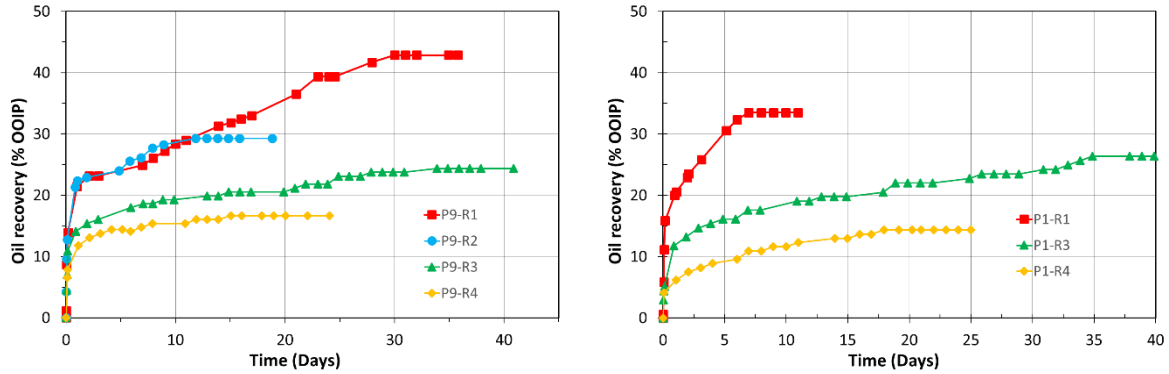 Oil recovery (% OOIP)
50
40
30
20
10
0
0 10 20 30 40
Time (Days)
P9-R1
P9-R2
P9-R3
P9-R4
Oil recovery (% OOIP)
50
40
30
20
10
0
0 5 10 15 20 25 30 35 40
Time (Days)
P1-R1
P1-R3
P1-R4